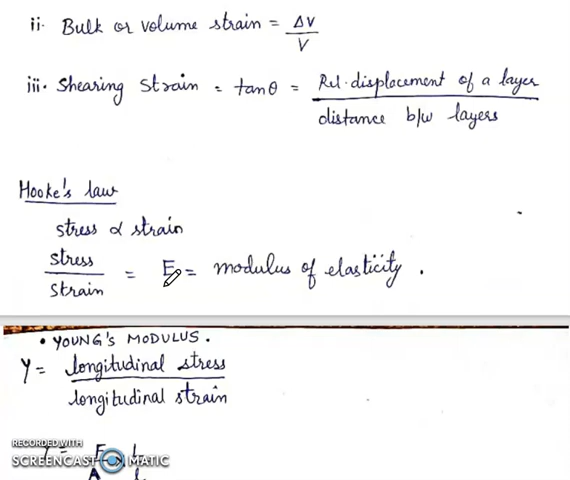 ii. Bulk or volume strain = ΔV / V
iii. Shearing strain = tanθ = Rel. displacement of a layer / distance b/w layers
Hooke's law
stress α strain
stress / strain = E = modulus of elasticity.
• YOUNG'S MODULUS.
Y = longitudinal stress / longitudinal strain
RECORDED WITH
SCREENCAST-O-MATIC
F
A